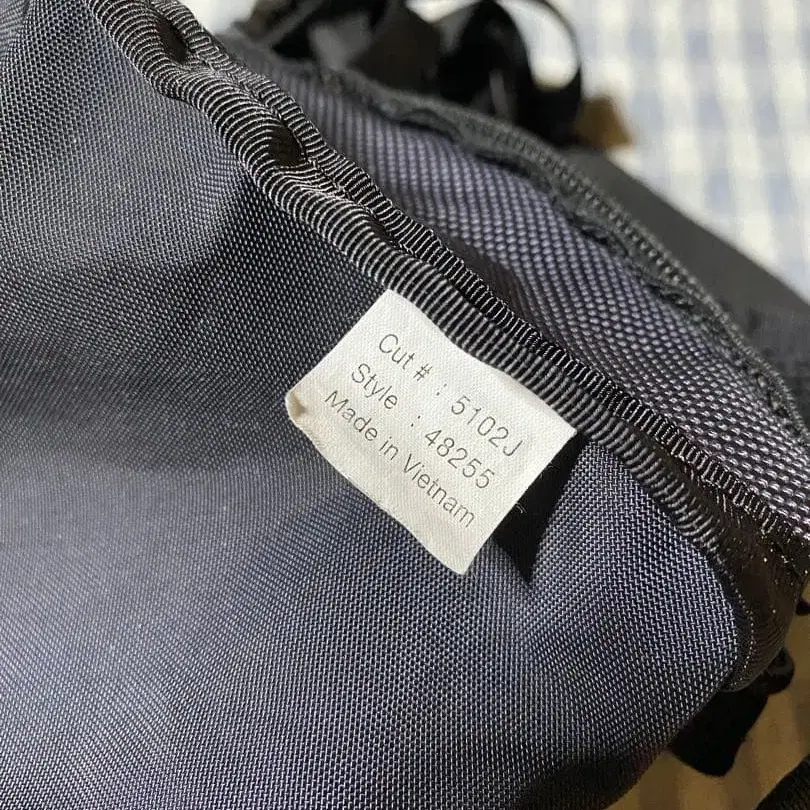 Cut # : 5102J
Style : 48255
Made in Vietnam